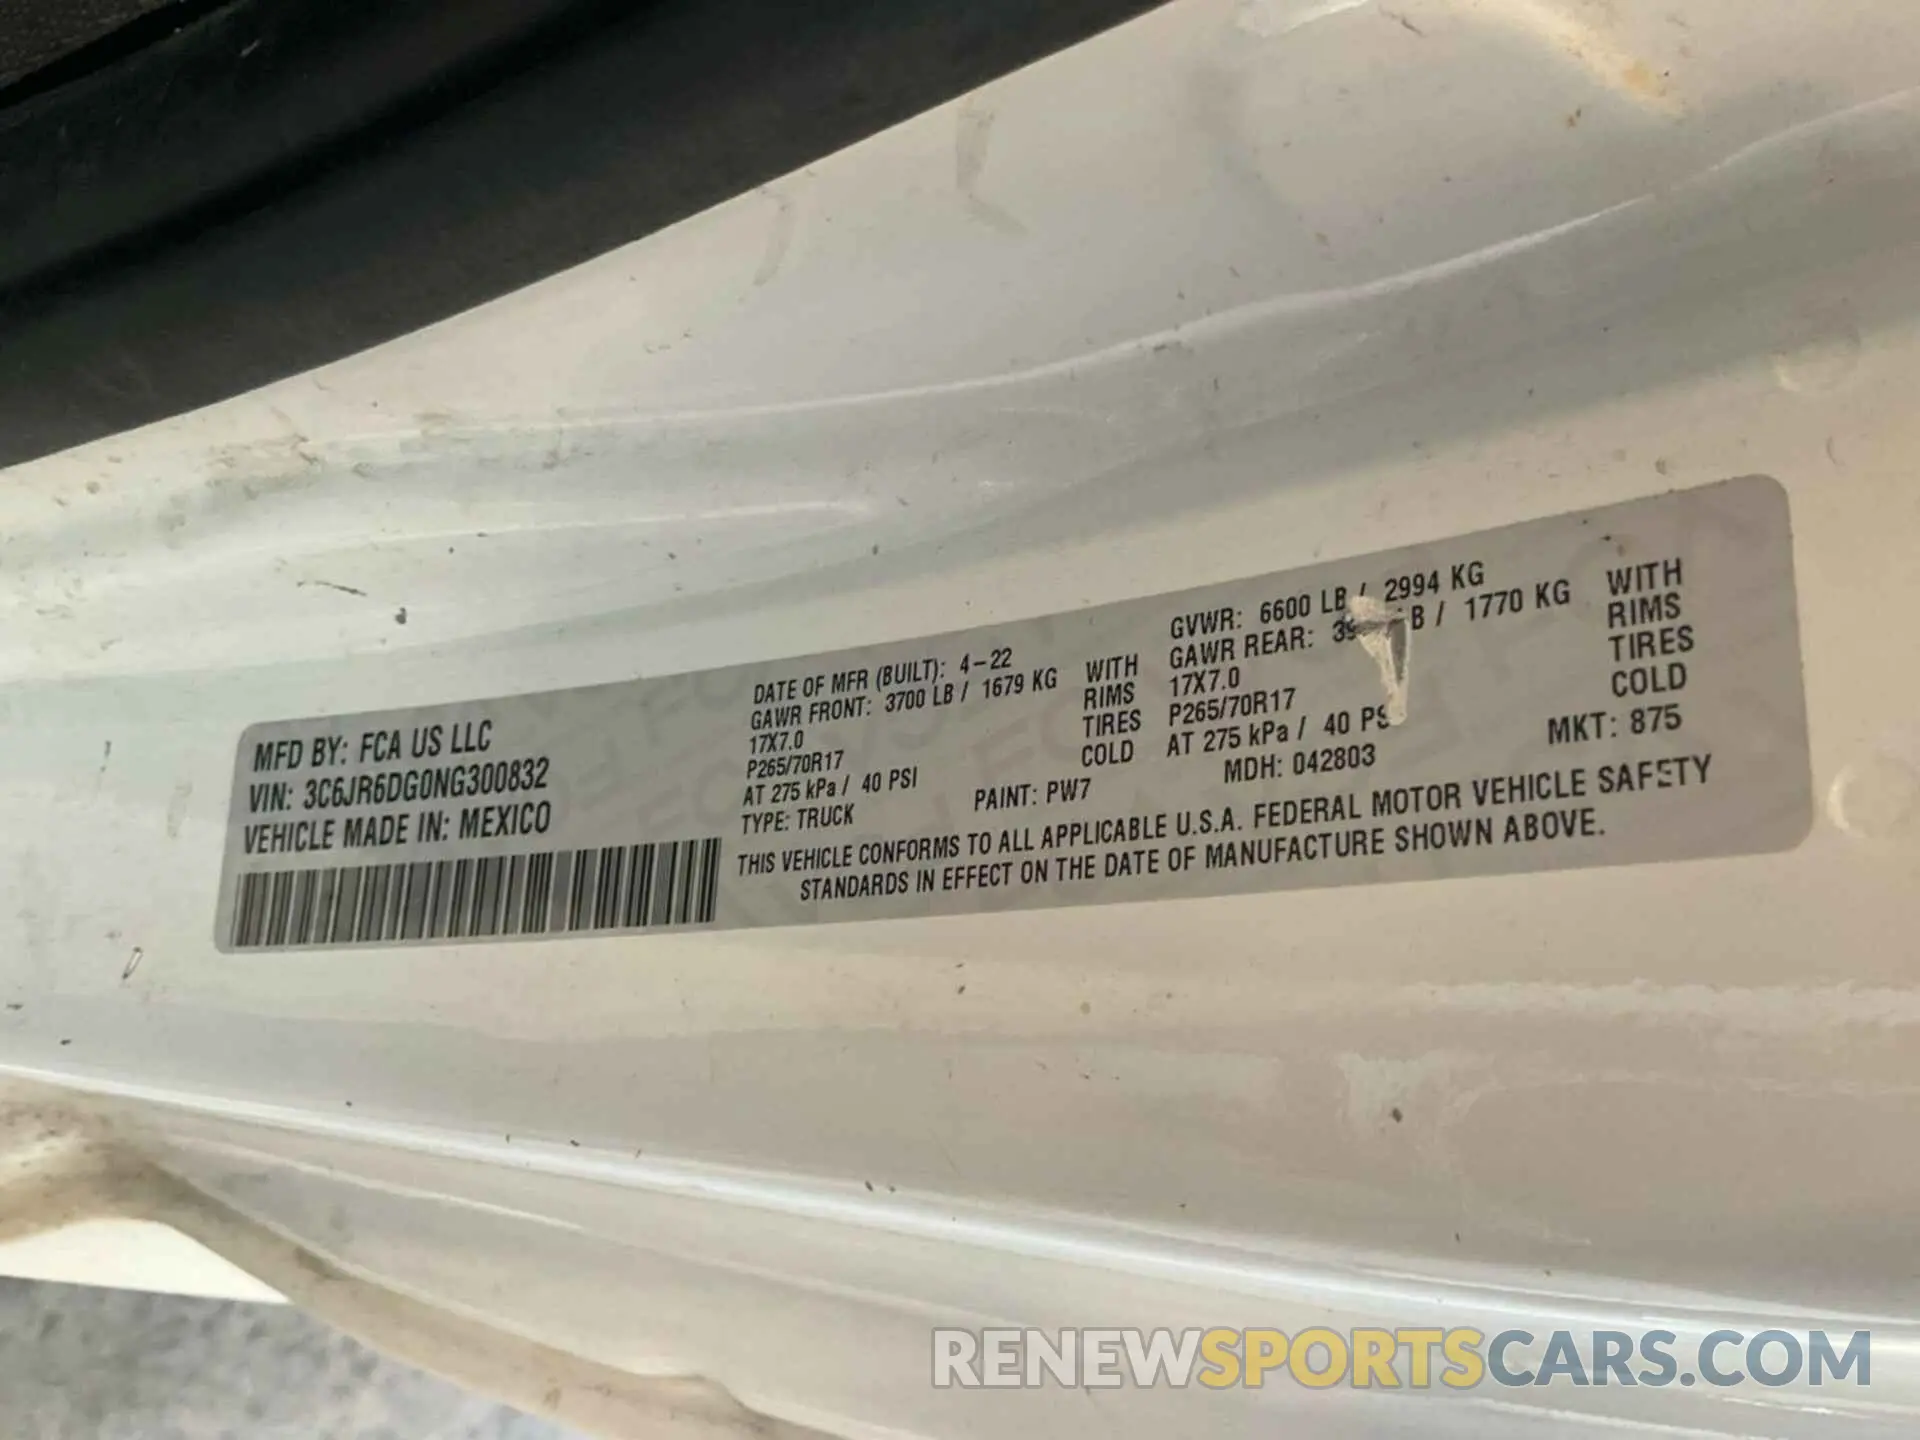 MFD BY: FCA US LLC
VIN: 3C6JR6DG0NG300832
VEHICLE MADE IN: MEXICO
DATE OF MFR (BUILT): 4-22
GAWR FRONT: 3700 LB / 1679 KG WITH
17X7.0 RIMS
P265/70R17 TIRES
AT 275 kPa / 40 PSI COLD
TYPE: TRUCK
PAINT: PW7
GVWR: 6600 LB / 2994 KG
GAWR REAR: LB / 1770 KG WITH
17X7.0 RIMS
P265/70R17 TIRES
AT 275 kPa / 40 PSI COLD
MDH: 042803 MKT: 875
THIS VEHICLE CONFORMS TO ALL APPLICABLE U.S.A. FEDERAL MOTOR VEHICLE SAFETY
STANDARDS IN EFFECT ON THE DATE OF MANUFACTURE SHOWN ABOVE.
RENEWSPORTSCARS.COM